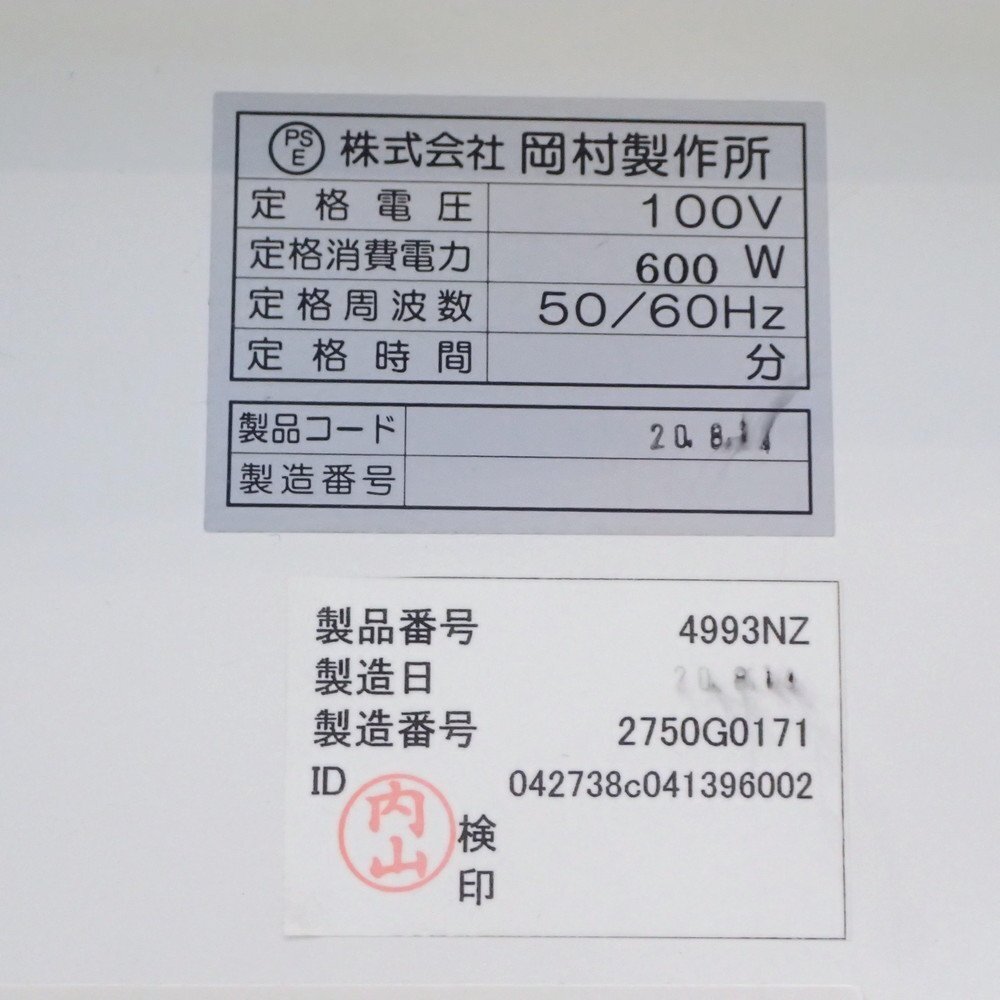 PSE 株式会社 岡村製作所
定格電圧 100V
定格消費電力 600 W
定格周波数 50/60Hz
定格時間 分
製品コード 20. 8.
製造番号
製品番号 4993NZ
製造日 20. 8.
製造番号 2750G0171
ID 042738c041396002
内山
検印